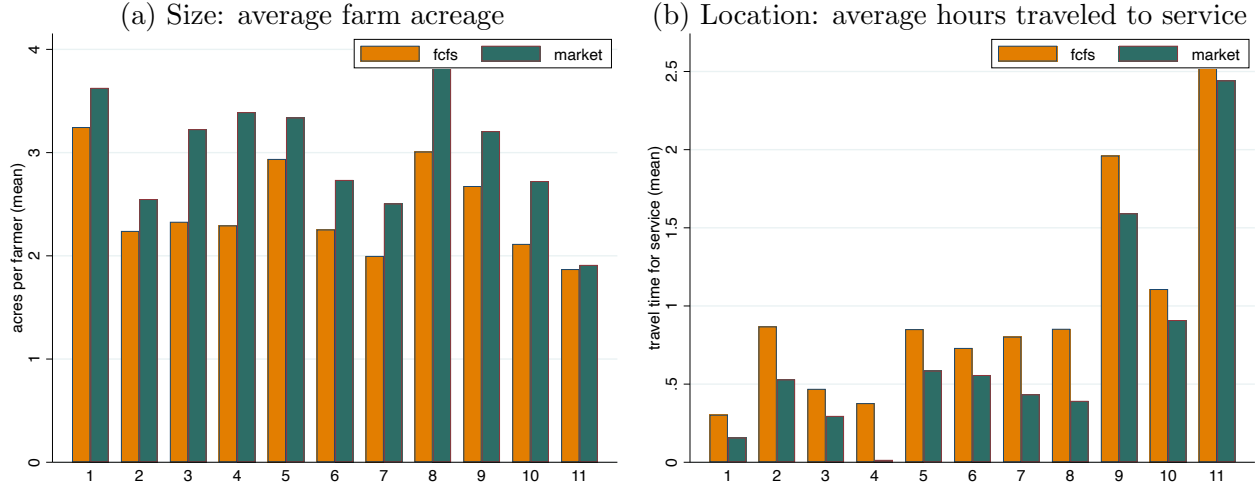 (a) Size: average farm acreage
fcfs market
acres per farmer (mean)
4
3
2
1
0
1 2 3 4 5 6 7 8 9 10 11
(b) Location: average hours traveled to service
fcfs market
travel time for service (mean)
2.5
2
1.5
1
.5
0
1 2 3 4 5 6 7 8 9 10 11